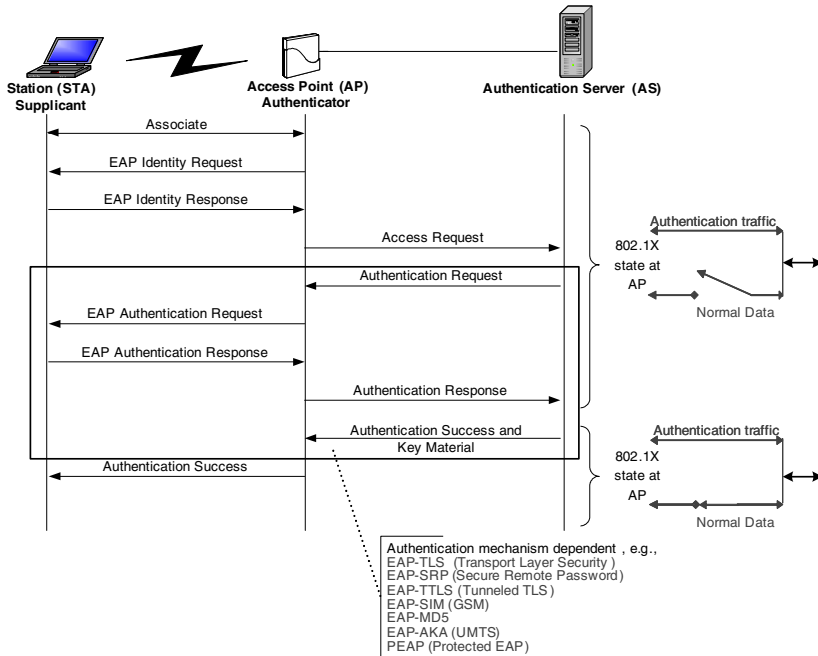 Station (STA)
Supplicant
Access Point (AP)
Authenticator
Authentication Server (AS)
Associate
EAP Identity Request
EAP Identity Response
Access Request
Authentication Request
EAP Authentication Request
EAP Authentication Response
Authentication Response
Authentication Success and
Key Material
Authentication Success
802.1X
state at
AP
Authentication traffic
Normal Data
802.1X
state at
AP
Authentication traffic
Normal Data
Authentication mechanism dependent , e.g.,
EAP-TLS (Transport Layer Security )
EAP-SRP (Secure Remote Password)
EAP-TTLS (Tunneled TLS )
EAP-SIM (GSM)
EAP-MD5
EAP-AKA (UMTS)
PEAP (Protected EAP )